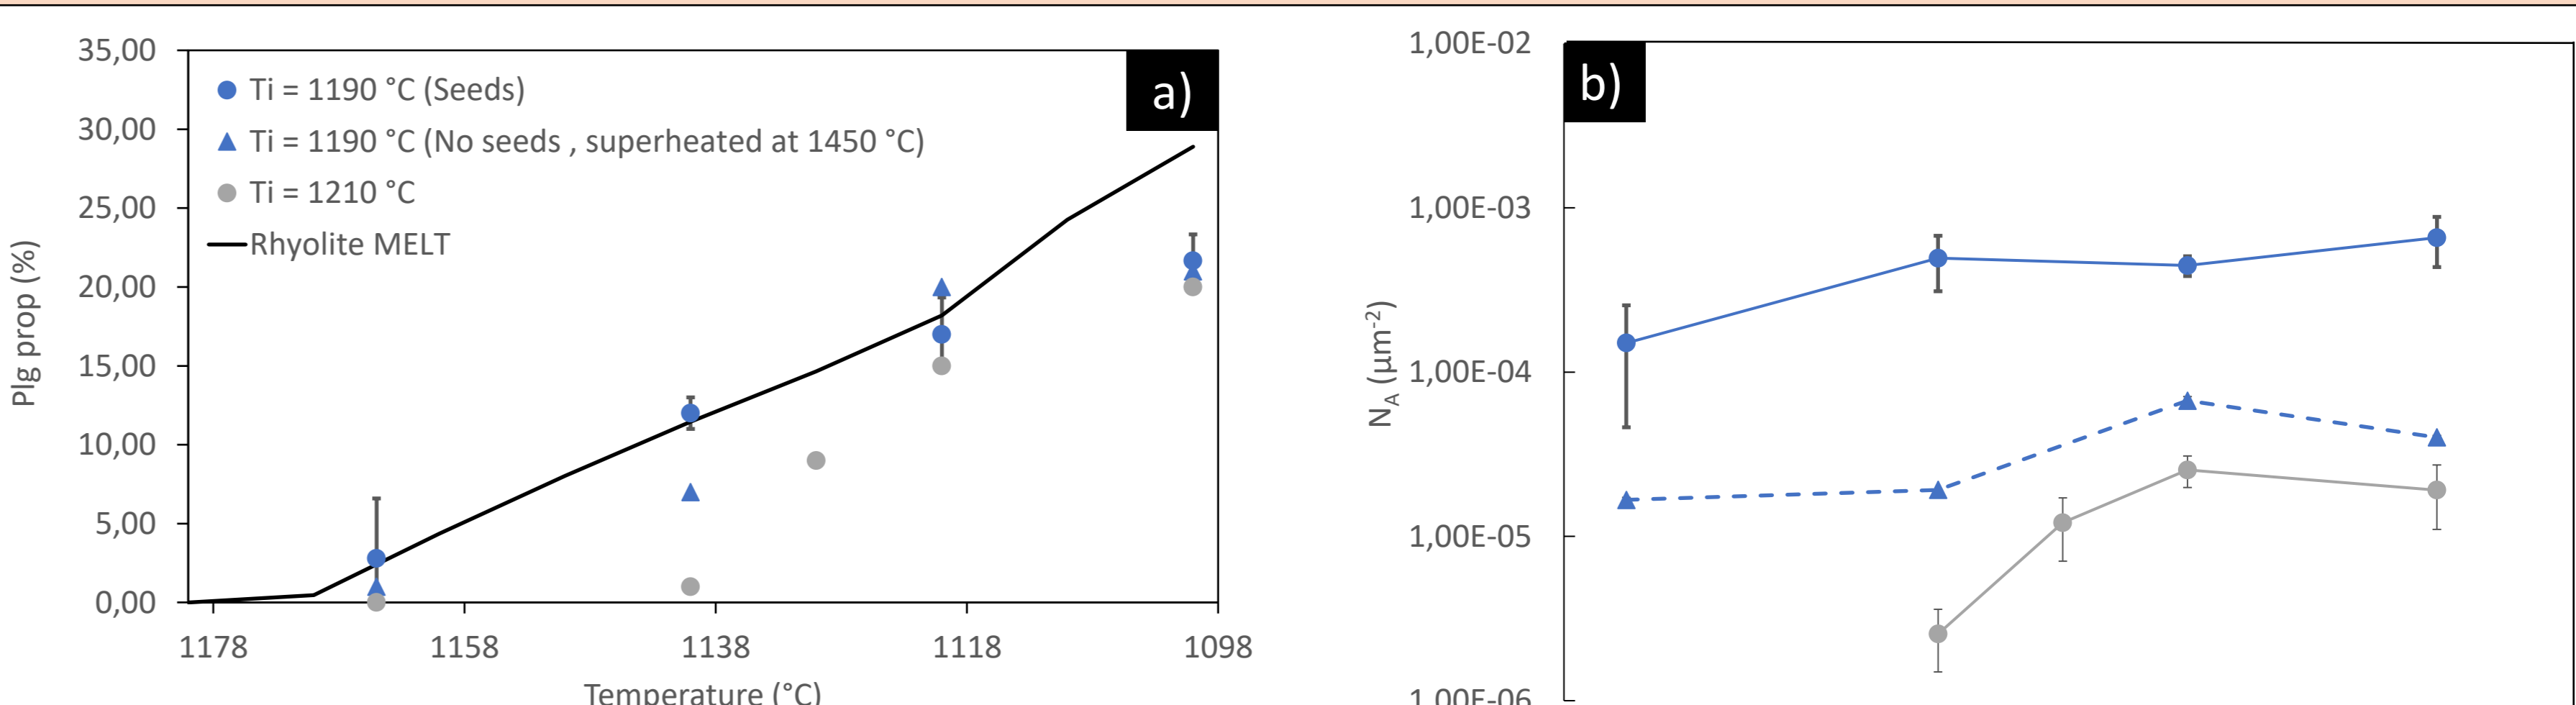 35,00
30,00
25,00
20,00
15,00
10,00
5,00
0,00
Plg prop (%)
Ti = 1190 °C (Seeds)
Ti = 1190 °C (No seeds , superheated at 1450 °C)
Ti = 1210 °C
Rhyolite MELT
a)
1178 1158 1138 1118 1098
Temperature (°C)
b)
1,00E-02
1,00E-03
1,00E-04
1,00E-05
1,00E-06
N_A (µm⁻²)